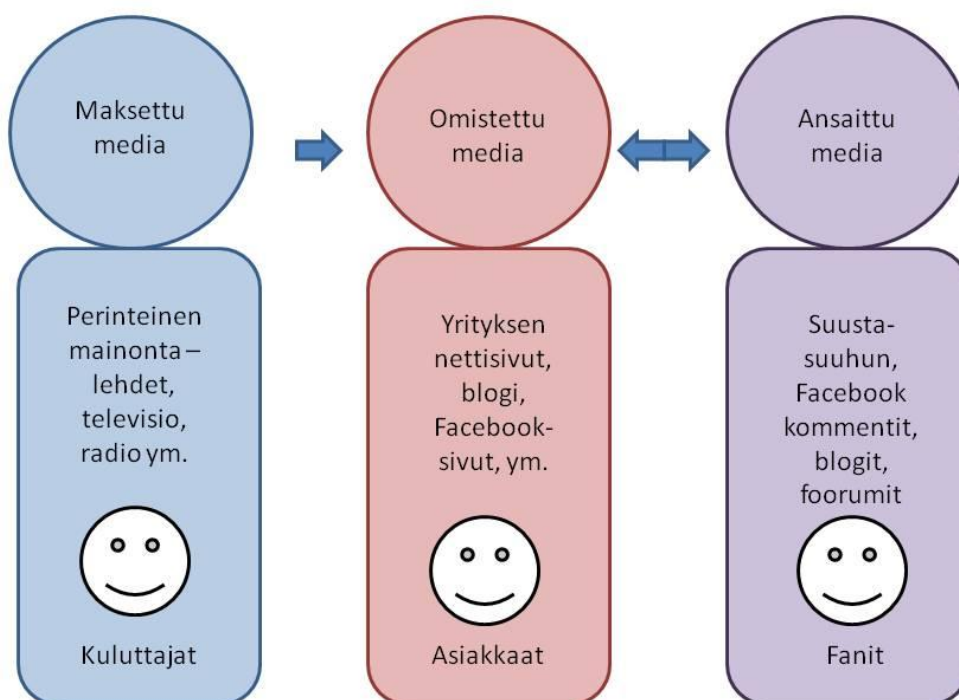 Maksettu
media
Omistettu
media
Ansaittu
media
Perinteinen
mainonta –
lehdet,
televisio,
radio ym.
Kuluttajat
Yrityksen
nettisivut,
blogi,
Facebook-
sivut, ym.
Asiakkaat
Suusta-
suuhun,
Facebook
kommentit,
blogit,
foorumit
Fanit